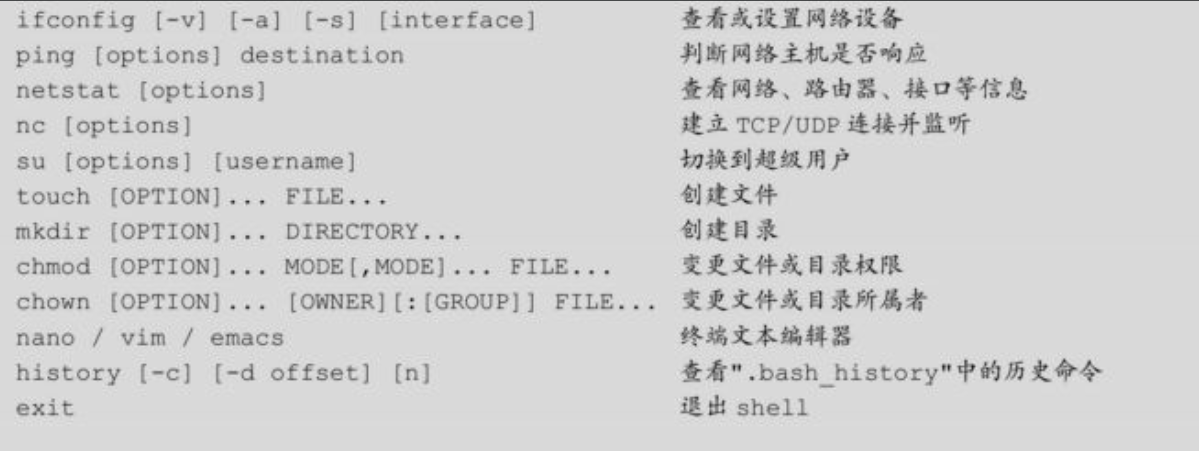 ifconfig [-v] [-a] [-s] [interface] 查看或设置网络设备
ping [options] destination 判断网络主机是否响应
netstat [options] 查看网络、路由器、接口等信息
nc [options] 建立 TCP/UDP 连接并监听
su [options] [username] 切换到超级用户
touch [OPTION]... FILE... 创建文件
mkdir [OPTION]... DIRECTORY... 创建目录
chmod [OPTION]... MODE[,MODE]... FILE... 变更文件或目录权限
chown [OPTION]... [OWNER][:[GROUP]] FILE... 变更文件或目录所属者
nano / vim / emacs 终端文本编辑器
history [-c] [-d offset] [n] 查看".bash_history"中的历史命令
exit 退出 shell